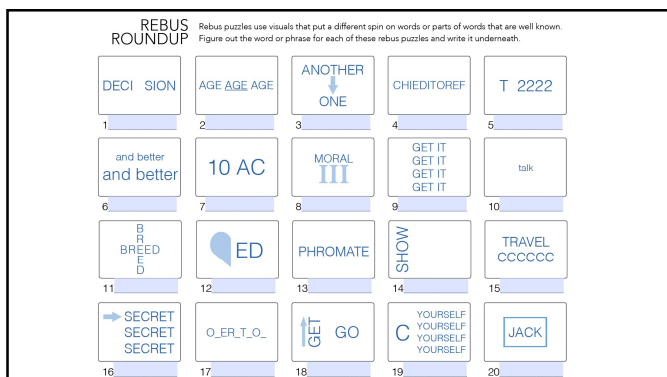 REBUS
ROUNDUP
Rebus puzzles use visuals that put a different spin on words or parts of words that are well known.
Figure out the word or phrase for each of these rebus puzzles and write it underneath.
DECI SION
1
AGE AGE AGE
2
ANOTHER
ONE
3
CHIEDITOREF
4
T 2222
5
and better
and better
6
10 AC
7
MORAL
III
8
GET IT
GET IT
GET IT
GET IT
9
talk
10
B
R
BREED
E
D
11
ED
12
PHROMATE
13
SHOW
14
TRAVEL
CCCCCC
15
SECRET
SECRET
SECRET
16
O_ER_T_O_
17
GET GO
18
C
YOURSELF
YOURSELF
YOURSELF
YOURSELF
19
JACK
20